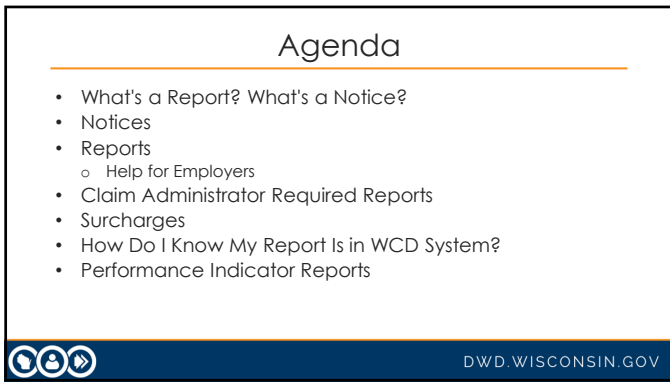 Agenda
• What's a Report? What's a Notice?
• Notices
• Reports
o Help for Employers
• Claim Administrator Required Reports
• Surcharges
• How Do I Know My Report Is in WCD System?
• Performance Indicator Reports
DWD.WISCONSIN.GOV